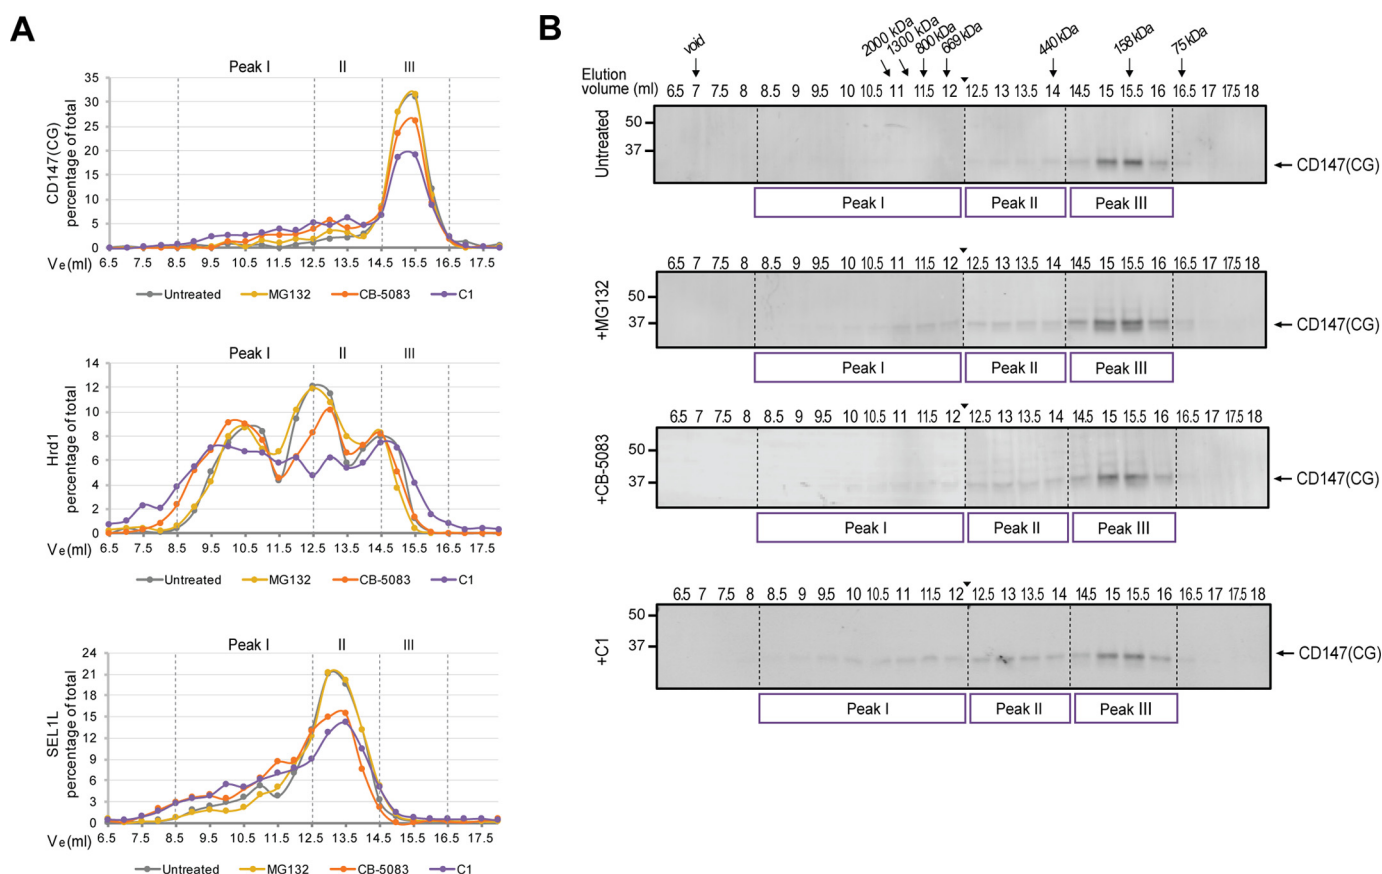 A
Peak I II III
CD147(CG)
percentage of total
35
30
25
20
15
10
5
0
Ve(ml)
6.5 7.5 8.5 9.5 10.5 11.5 12.5 13.5 14.5 15.5 16.5 17.5
Untreated MG132 CB-5083 C1
Peak I II III
Hrd1
percentage of total
14
12
10
8
6
4
2
0
Ve(ml)
6.5 7.5 8.5 9.5 10.5 11.5 12.5 13.5 14.5 15.5 16.5 17.5
Untreated MG132 CB-5083 C1
Peak I II III
SEL1L
percentage of total
24
21
18
15
12
9
6
3
0
Ve(ml)
6.5 7.5 8.5 9.5 10.5 11.5 12.5 13.5 14.5 15.5 16.5 17.5
Untreated MG132 CB-5083 C1
B
void 2000 kDa 1300 kDa 800 kDa 669 kDa 440 kDa 158 kDa 75 kDa
Elution
volume (ml) 6.5 7 7.5 8 8.5 9 9.5 10 10.5 11 11.5 12 12.5 13 13.5 14 14.5 15 15.5 16 16.5 17 17.5 18
Untreated
50
37
CD147(CG)
Peak I Peak II Peak III
6.5 7 7.5 8 8.5 9 9.5 10 10.5 11 11.5 12 12.5 13 13.5 14 14.5 15 15.5 16 16.5 17 17.5 18
+MG132
50
37
CD147(CG)
Peak I Peak II Peak III
6.5 7 7.5 8 8.5 9 9.5 10 10.5 11 11.5 12 12.5 13 13.5 14 14.5 15 15.5 16 16.5 17 17.5 18
+CB-5083
50
37
CD147(CG)
Peak I Peak II Peak III
6.5 7 7.5 8 8.5 9 9.5 10 10.5 11 11.5 12 12.5 13 13.5 14 14.5 15 15.5 16 16.5 17 17.5 18
+C1
50
37
CD147(CG)
Peak I Peak II Peak III